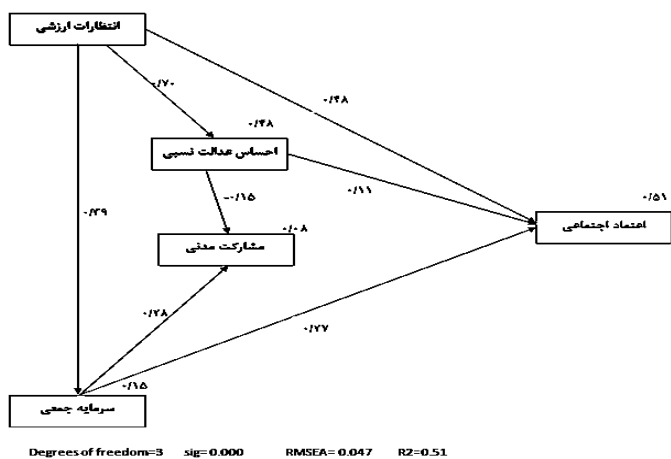 انتظارات ارزشی
۰/۷۰
۰/۴۸
۰/۴۸
احساس عدالت نسبی
۰/۱۱
-۰/۱۵
۰/۵۱
اعتماد اجتماعی
۰/۳۹
۰/۰۸
مشارکت مدنی
۰/۲۸
۰/۲۷
۰/۱۵
سرمایه جمعی
Degrees of freedom=3 sig= 0.000 RMSEA= 0.047 R2=0.51